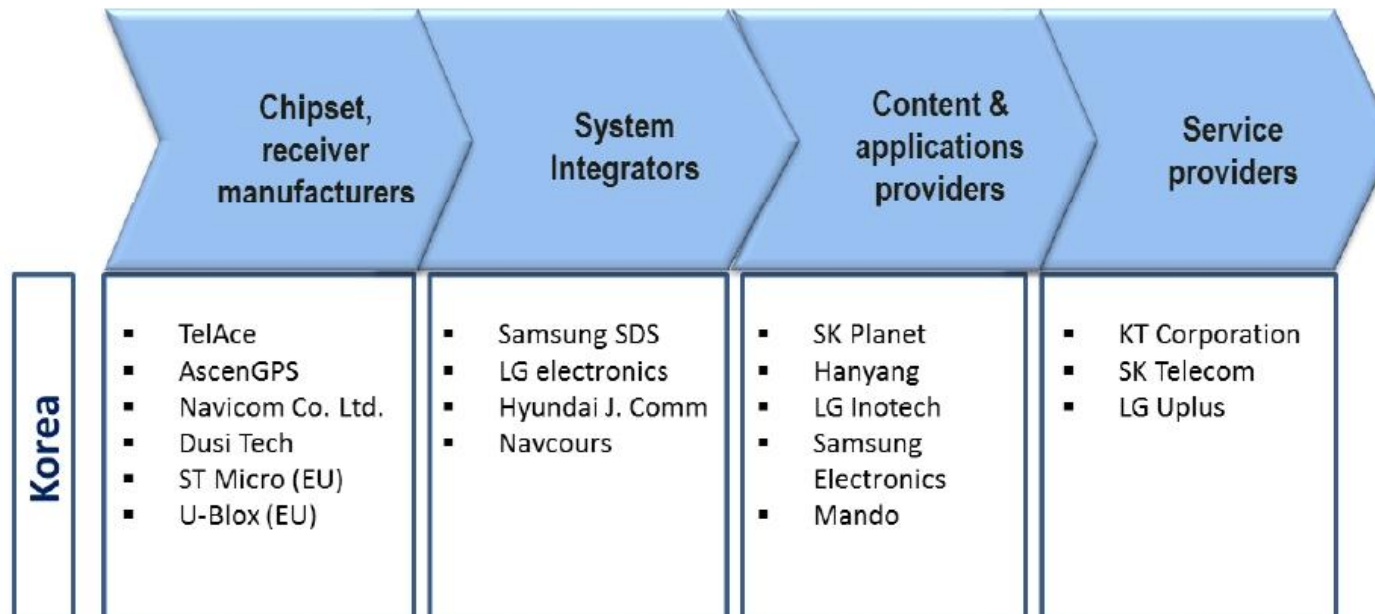 Chipset,
receiver
manufacturers
System
Integrators
Content &
applications
providers
Service
providers
Korea
▪ TelAce
▪ AscenGPS
▪ Navicom Co. Ltd.
▪ Dusi Tech
▪ ST Micro (EU)
▪ U-Blox (EU)
▪ Samsung SDS
▪ LG electronics
▪ Hyundai J. Comm
▪ Navcours
▪ SK Planet
▪ Hanyang
▪ LG Inotech
▪ Samsung
Electronics
▪ Mando
▪ KT Corporation
▪ SK Telecom
▪ LG Uplus